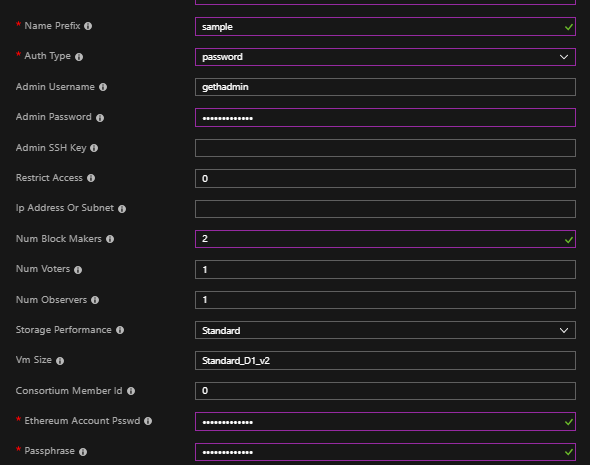 * Name Prefix sample
* Auth Type password
Admin Username gethadmin
Admin Password •••••••••••••
Admin SSH Key
Restrict Access 0
Ip Address Or Subnet
Num Block Makers 2
Num Voters 1
Num Observers 1
Storage Performance Standard
Vm Size Standard_D1_v2
Consortium Member Id 0
* Ethereum Account Psswd •••••••••••••
* Passphrase •••••••••••••